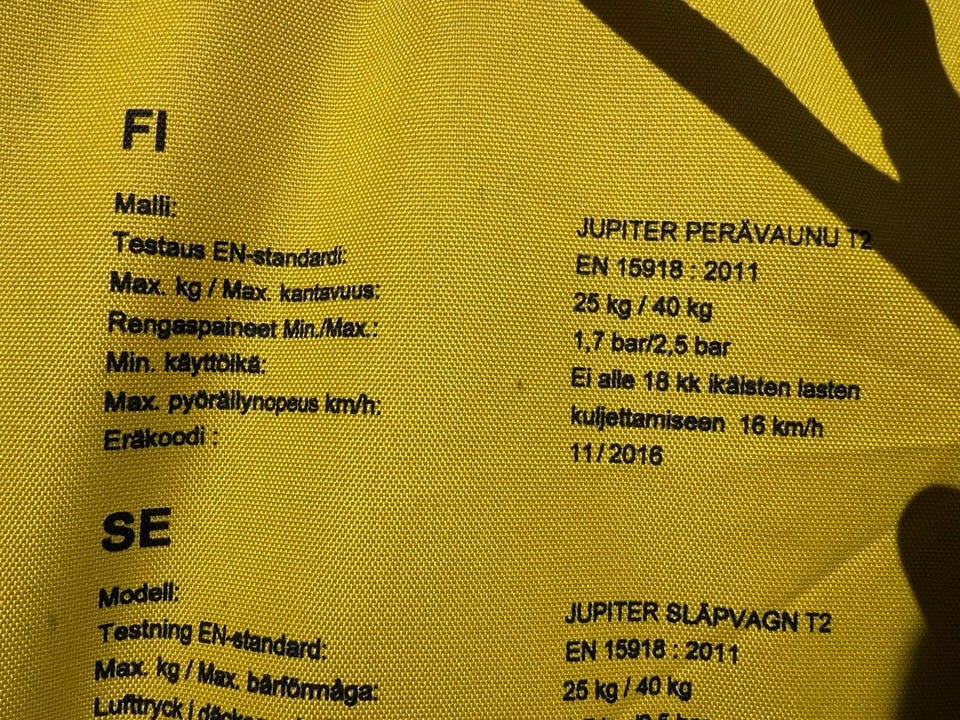 FI
Malli: JUPITER PERÄVAUNU T2
Testaus EN-standardi: EN 15918 : 2011
Max. kg / Max. kantavuus: 25 kg / 40 kg
Rengaspaineet Min./Max.: 1,7 bar/2,5 bar
Min. käyttöikä: Ei alle 18 kk ikäisten lasten
Max. pyöräilynopeus km/h: kuljettamiseen 16 km/h
Eräkoodi : 11/2016
SE
Modell: JUPITER SLÄPVAGN T2
Testning EN-standard: EN 15918 : 2011
Max. kg / Max. bärförmåga: 25 kg / 40 kg
Lufttryck i